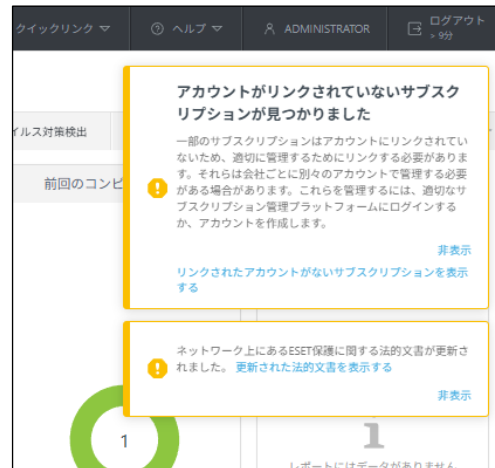 クイックリンク
ヘルプ
ADMINISTRATOR
ログアウト
> 9分
アカウントがリンクされていないサブスク
リプションが見つかりました
一部のサブスクリプションはアカウントにリンクされてい
ないため、適切に管理するためにリンクする必要がありま
す。それらは会社ごとに別々のアカウントで管理する必要
がある場合があります。これらを管理するには、適切なサ
ブスクリプション管理プラットフォームにログインする
か、アカウントを作成します。
非表示
リンクされたアカウントがないサブスクリプションを表示
する
イルス対策検出
前回のコンピ
ネットワーク上にあるESET保護に関する法的文書が更新さ
れました。 更新された法的文書を表示する
非表示
1
レポートにはデータがありません